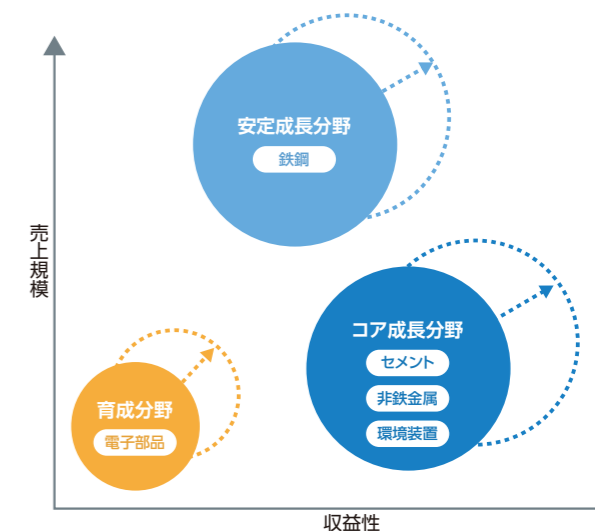 売上規模
安定成長分野
鉄鋼
コア成長分野
セメント
非鉄金属
環境装置
育成分野
電子部品
収益性